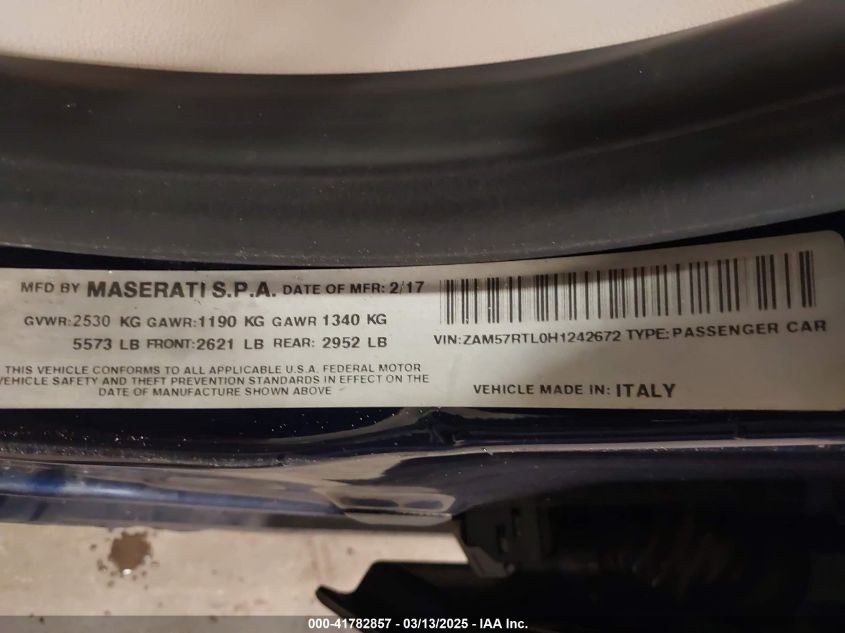 MFD BY MASERATI S.P.A. DATE OF MFR: 2/17
GVWR:2530 KG GAWR:1190 KG GAWR 1340 KG
5573 LB FRONT:2621 LB REAR: 2952 LB
THIS VEHICLE CONFORMS TO ALL APPLICABLE U.S.A. FEDERAL MOTOR
VEHICLE SAFETY AND THEFT PREVENTION STANDARDS IN EFFECT ON THE
DATE OF MANUFACTURE SHOWN ABOVE
VIN:ZAM57RTL0H1242672 TYPE:PASSENGER CAR
VEHICLE MADE IN: ITALY
000-41782857 / 03/13/2025 - IAA Inc.